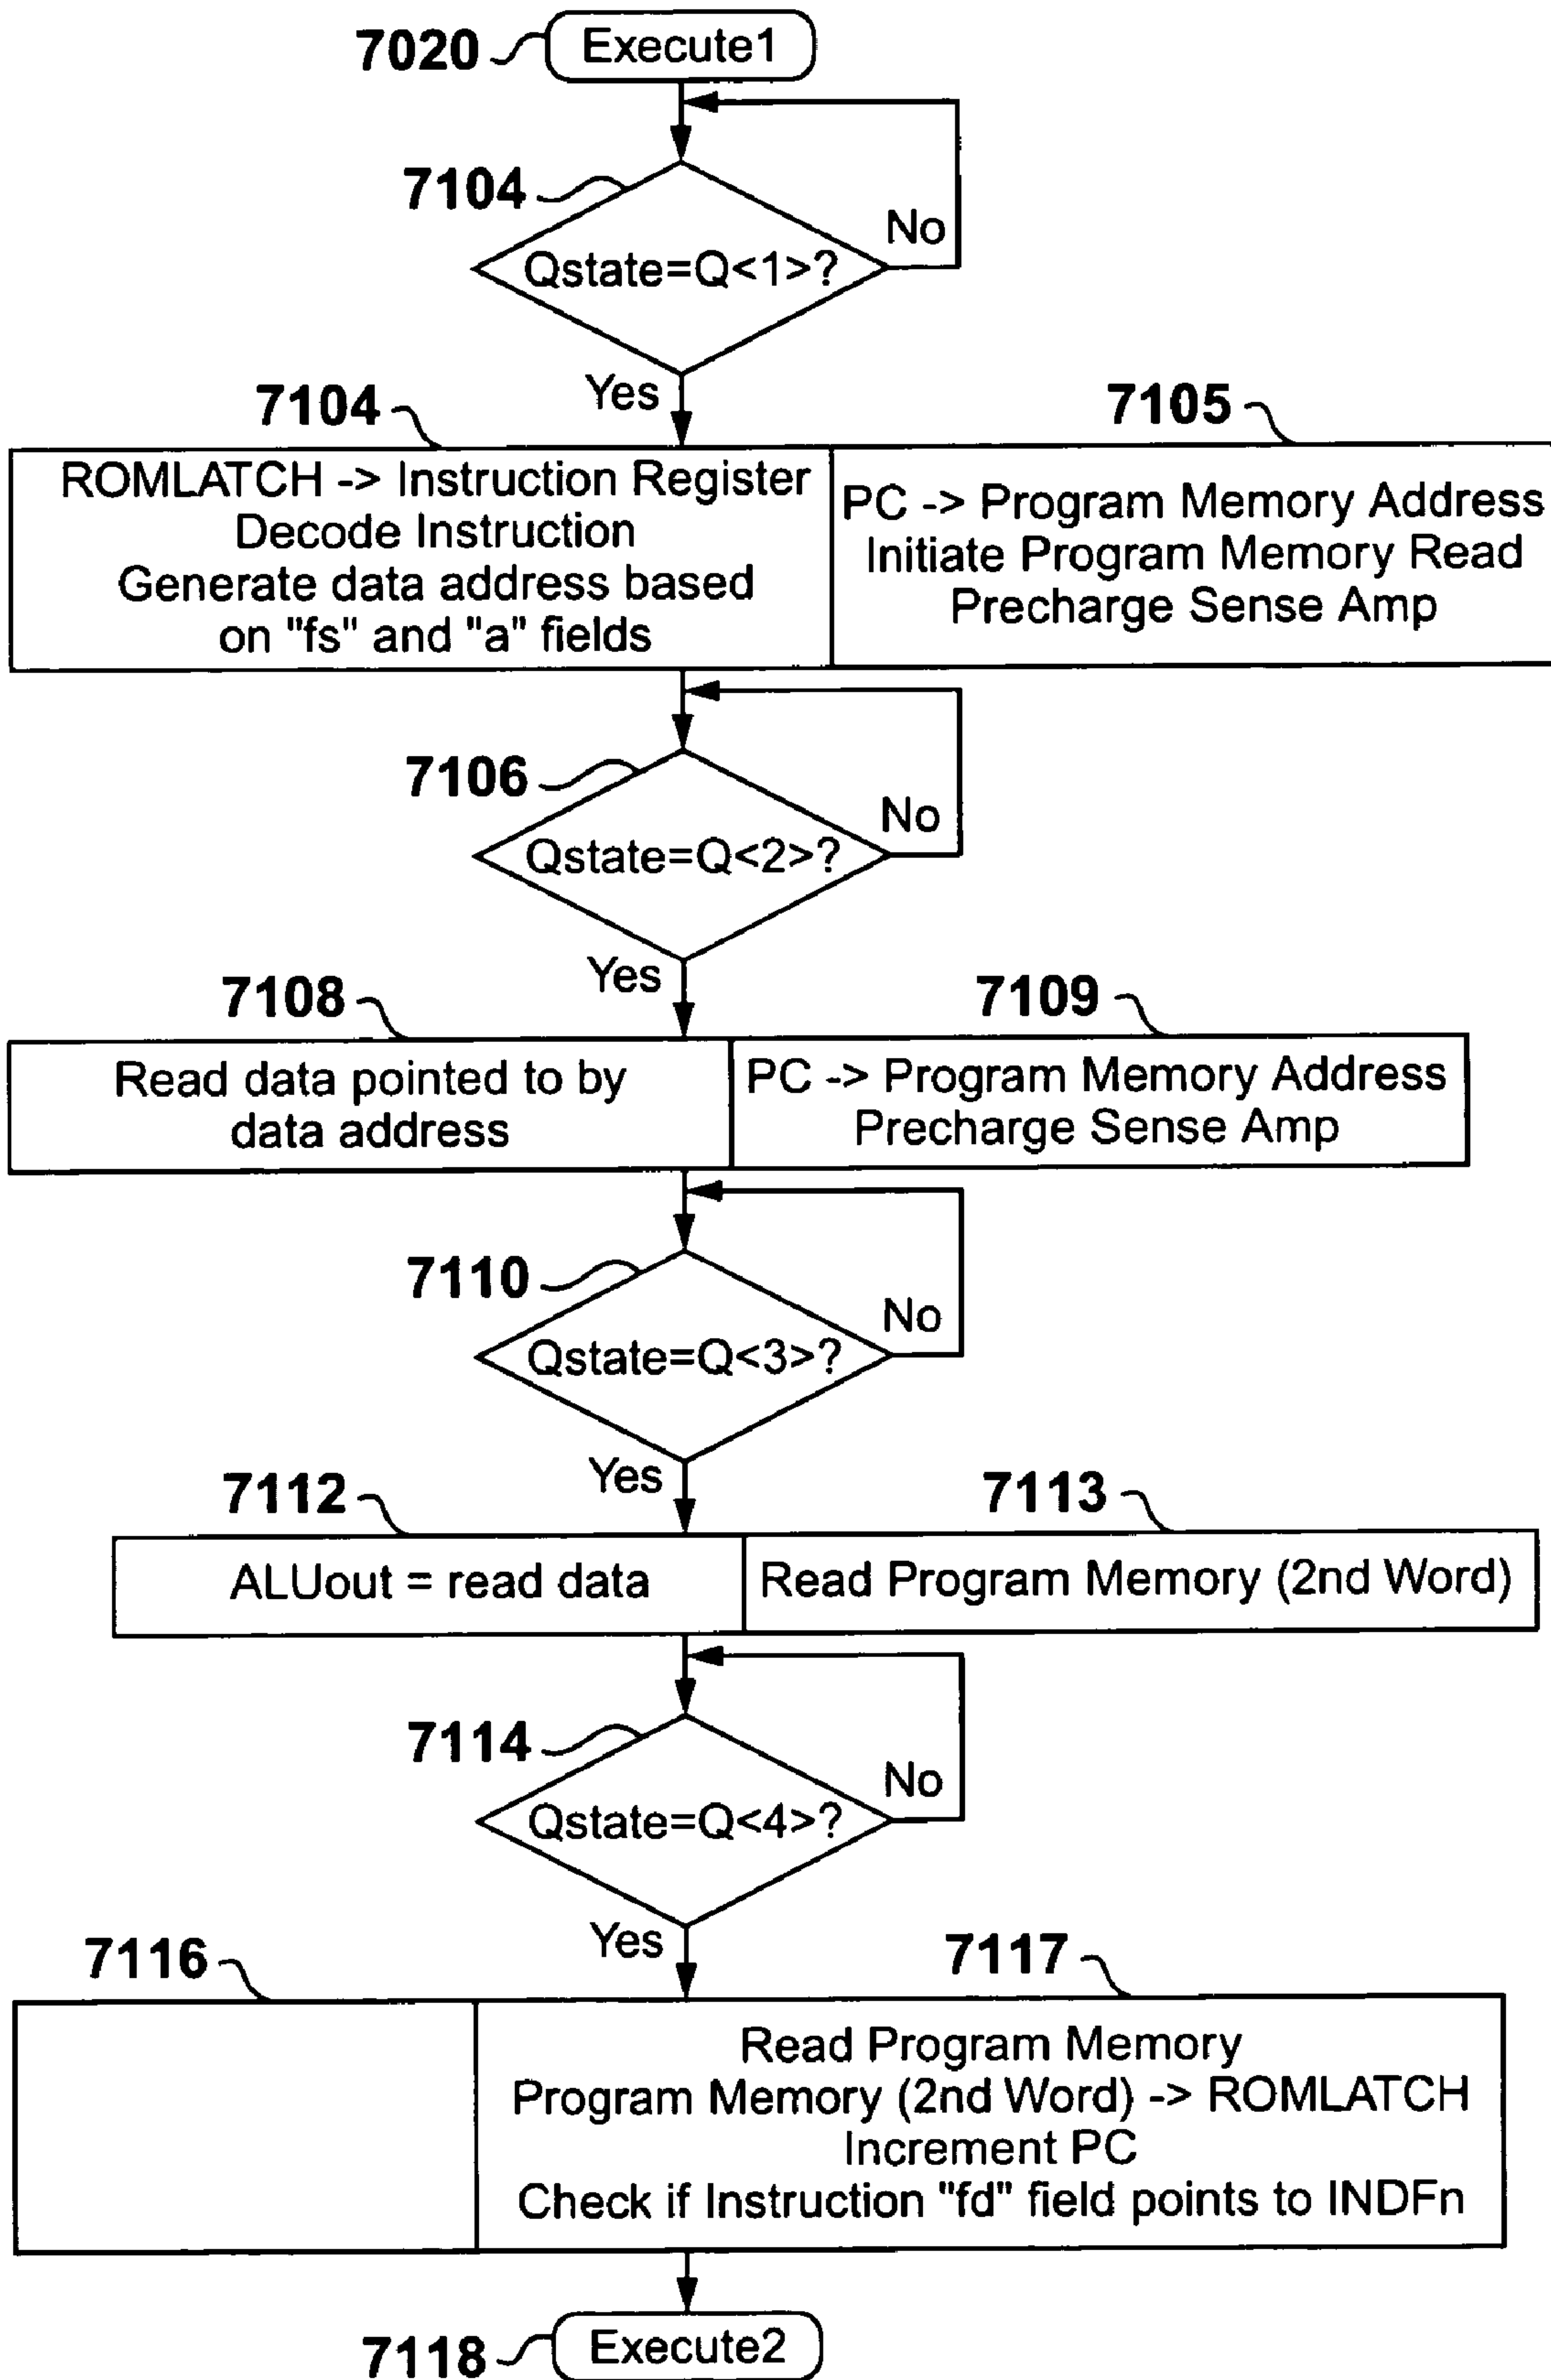 7020
Execute1
7104
No
Qstate=Q<1>?
Yes
7104
7105
ROMLATCH -> Instruction Register
Decode Instruction
Generate data address based
on "fs" and "a" fields
PC -> Program Memory Address
Initiate Program Memory Read
Precharge Sense Amp
7106
No
Qstate=Q<2>?
Yes
7108
7109
Read data pointed to by
data address
PC -> Program Memory Address
Precharge Sense Amp
7110
No
Qstate=Q<3>?
Yes
7112
7113
ALUout = read data
Read Program Memory (2nd Word)
7114
No
Qstate=Q<4>?
Yes
7116
7117
Read Program Memory
Program Memory (2nd Word) -> ROMLATCH
Increment PC
Check if Instruction "fd" field points to INDFn
7118
Execute2